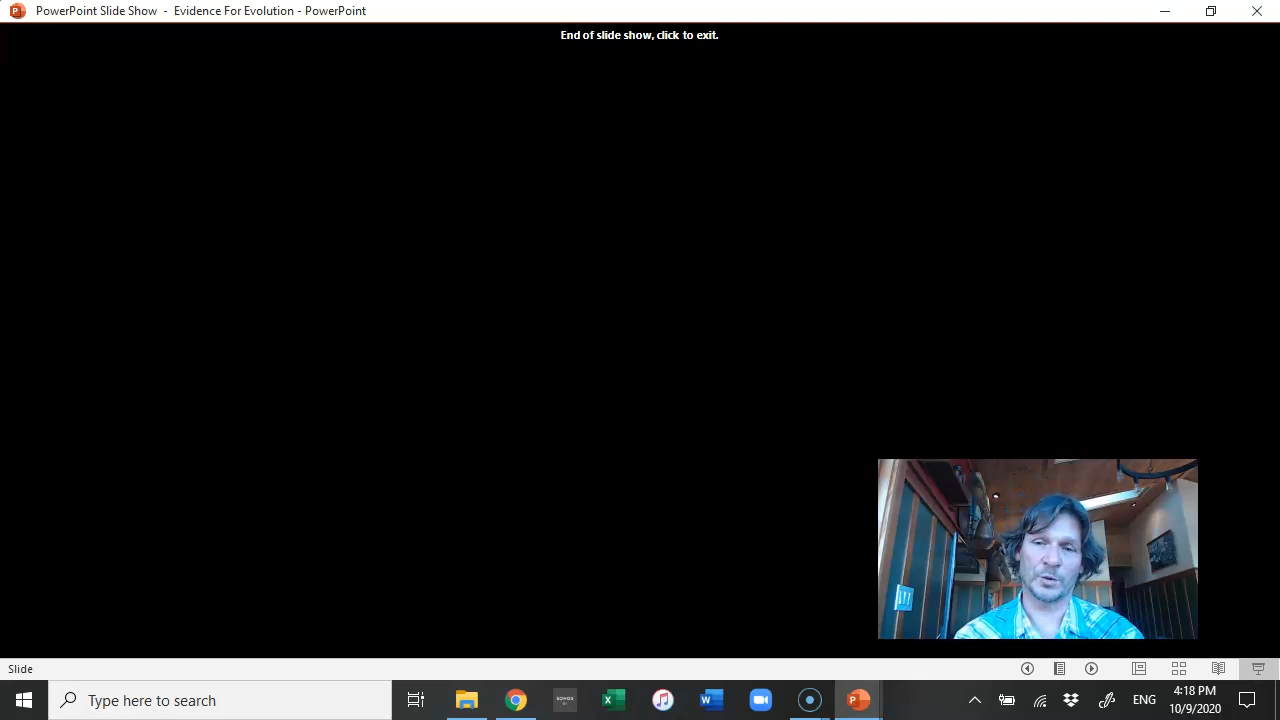 PowerPoint Slide Show - Evidence For Evolution - PowerPoint
End of slide show, click to exit.
Slide
Type here to search
SONOS
ENG
4:18 PM
10/9/2020